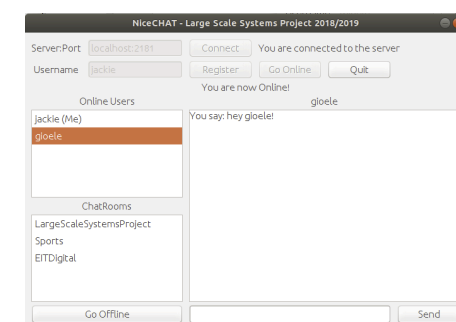 NiceCHAT - Large Scale Systems Project 2018/2019
Server:Port localhost:2181 Connect You are connected to the server
Username jackie Register Go Online Quit
You are now Online!
Online Users gioele
jackie (Me)
gioele
You say: hey gioele!
ChatRooms
LargeScaleSystemsProject
Sports
EITDigital
Go Offline Send